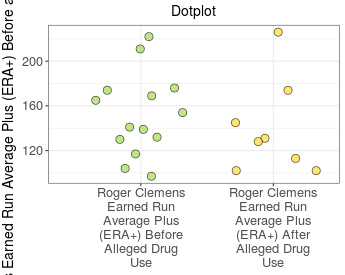 Dotplot
s Earned Run Average Plus (ERA+) Before a
200
160
120
Roger Clemens
Earned Run
Average Plus
(ERA+) Before
Alleged Drug
Use
Roger Clemens
Earned Run
Average Plus
(ERA+) After
Alleged Drug
Use